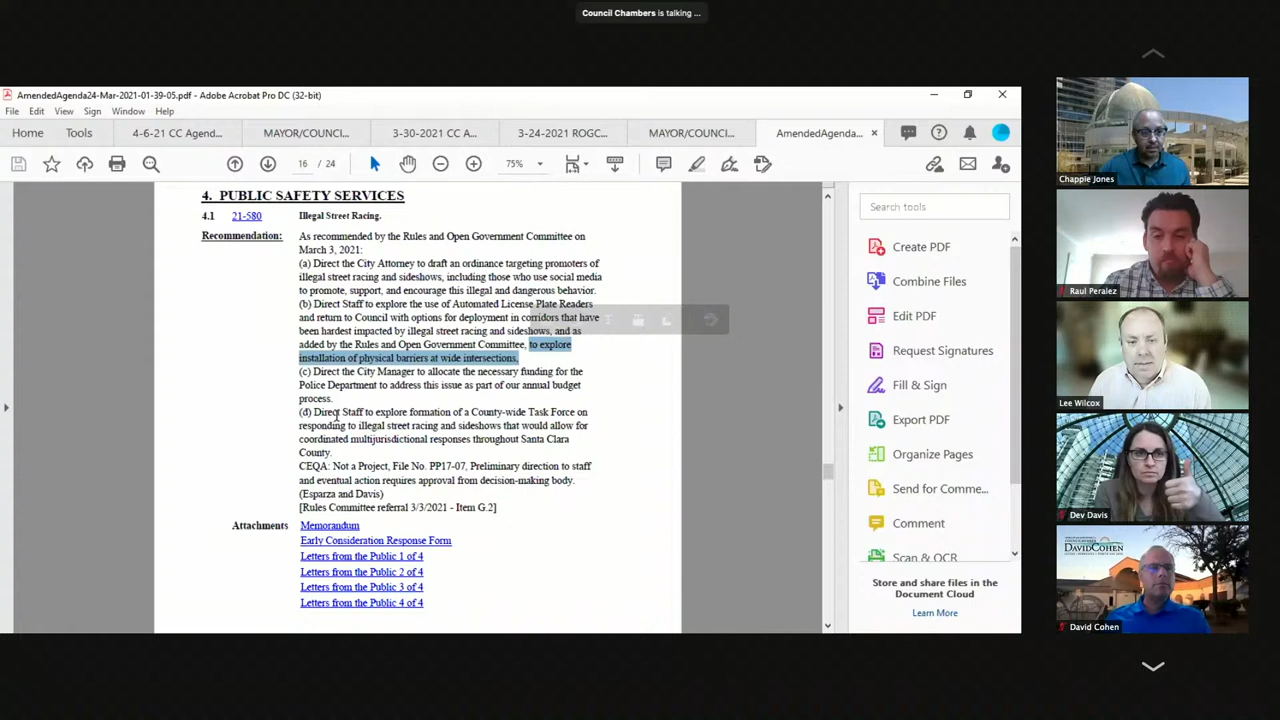 Council Chambers is talking ...
AmendedAgenda24-Mar-2021-01-39-05.pdf - Adobe Acrobat Pro DC (32-bit)
File Edit View Sign Window Help
Home Tools 4-6-21 CC Agend... MAYOR/COUNCI... 3-30-2021 CC A... 3-24-2021 ROGC... MAYOR/COUNCI... AmendedAgenda...
16 / 24 75%
4. PUBLIC SAFETY SERVICES
4.1 21-580 Illegal Street Racing.
Recommendation: As recommended by the Rules and Open Government Committee on
March 3, 2021:
(a) Direct the City Attorney to draft an ordinance targeting promoters of
illegal street racing and sideshows, including those who use social media
to promote, support, and encourage this illegal and dangerous behavior.
(b) Direct Staff to explore the use of Automated License Plate Readers
and return to Council with options for deployment in corridors that have
been hardest impacted by illegal street racing and sideshows, and as
added by the Rules and Open Government Committee, to explore
installation of physical barriers at wide intersections.
(c) Direct the City Manager to allocate the necessary funding for the
Police Department to address this issue as part of our annual budget
process.
(d) Direct Staff to explore formation of a County-wide Task Force on
responding to illegal street racing and sideshows that would allow for
coordinated multijurisdictional responses throughout Santa Clara
County.
CEQA: Not a Project, File No. PP17-07, Preliminary direction to staff
and eventual action requires approval from decision-making body.
(Esparza and Davis)
[Rules Committee referral 3/3/2021 - Item G.2]
Attachments Memorandum
Early Consideration Response Form
Letters from the Public 1 of 4
Letters from the Public 2 of 4
Letters from the Public 3 of 4
Letters from the Public 4 of 4
Search tools
Create PDF
Combine Files
Edit PDF
Request Signatures
Fill & Sign
Export PDF
Organize Pages
Send for Comme...
Comment
Scan & OCR
Store and share files in the
Document Cloud
Learn More
Chappie Jones
Raul Peralez
Lee Wilcox
Dev Davis
DAVIDCOHEN
David Cohen